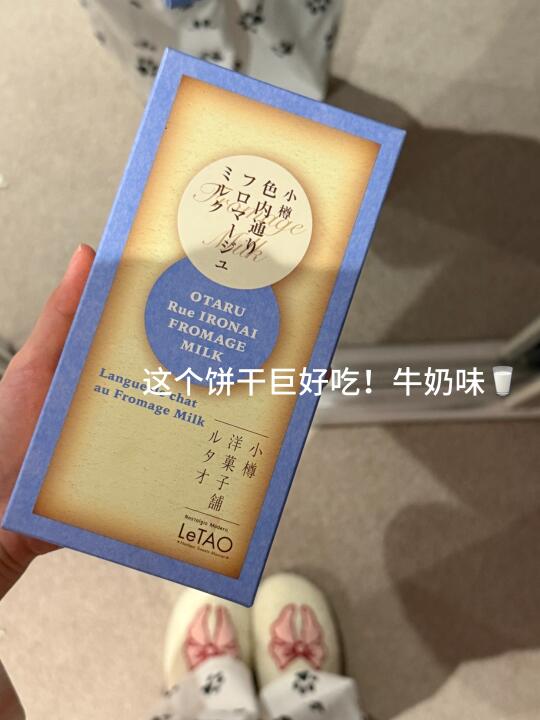 小樽
色内通り
フロマージュ
ミルク
Fromage
Milk
OTARU
Rue IRONAI
FROMAGE
MILK
这个饼干巨好吃！牛奶味🥛
Langue de chat
au Fromage Milk
小樽
洋菓子舗
ルタオ
Nostalgic Modern
LeTAO